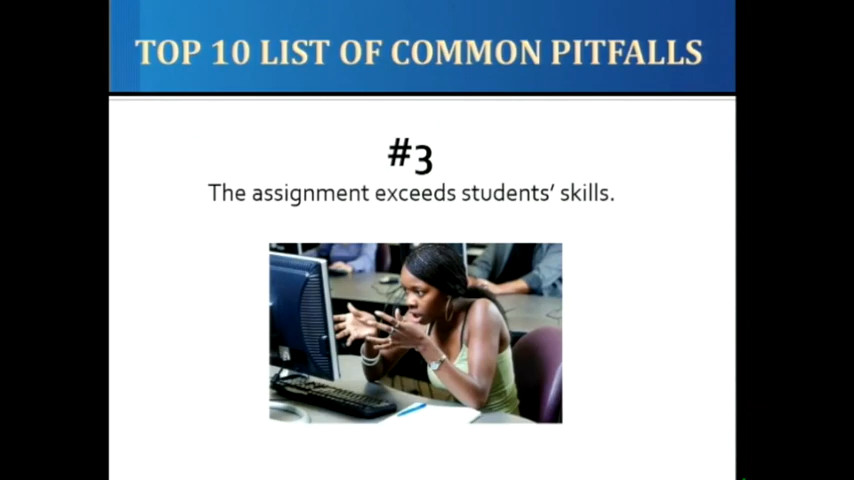 TOP 10 LIST OF COMMON PITFALLS
#3
The assignment exceeds students’ skills.